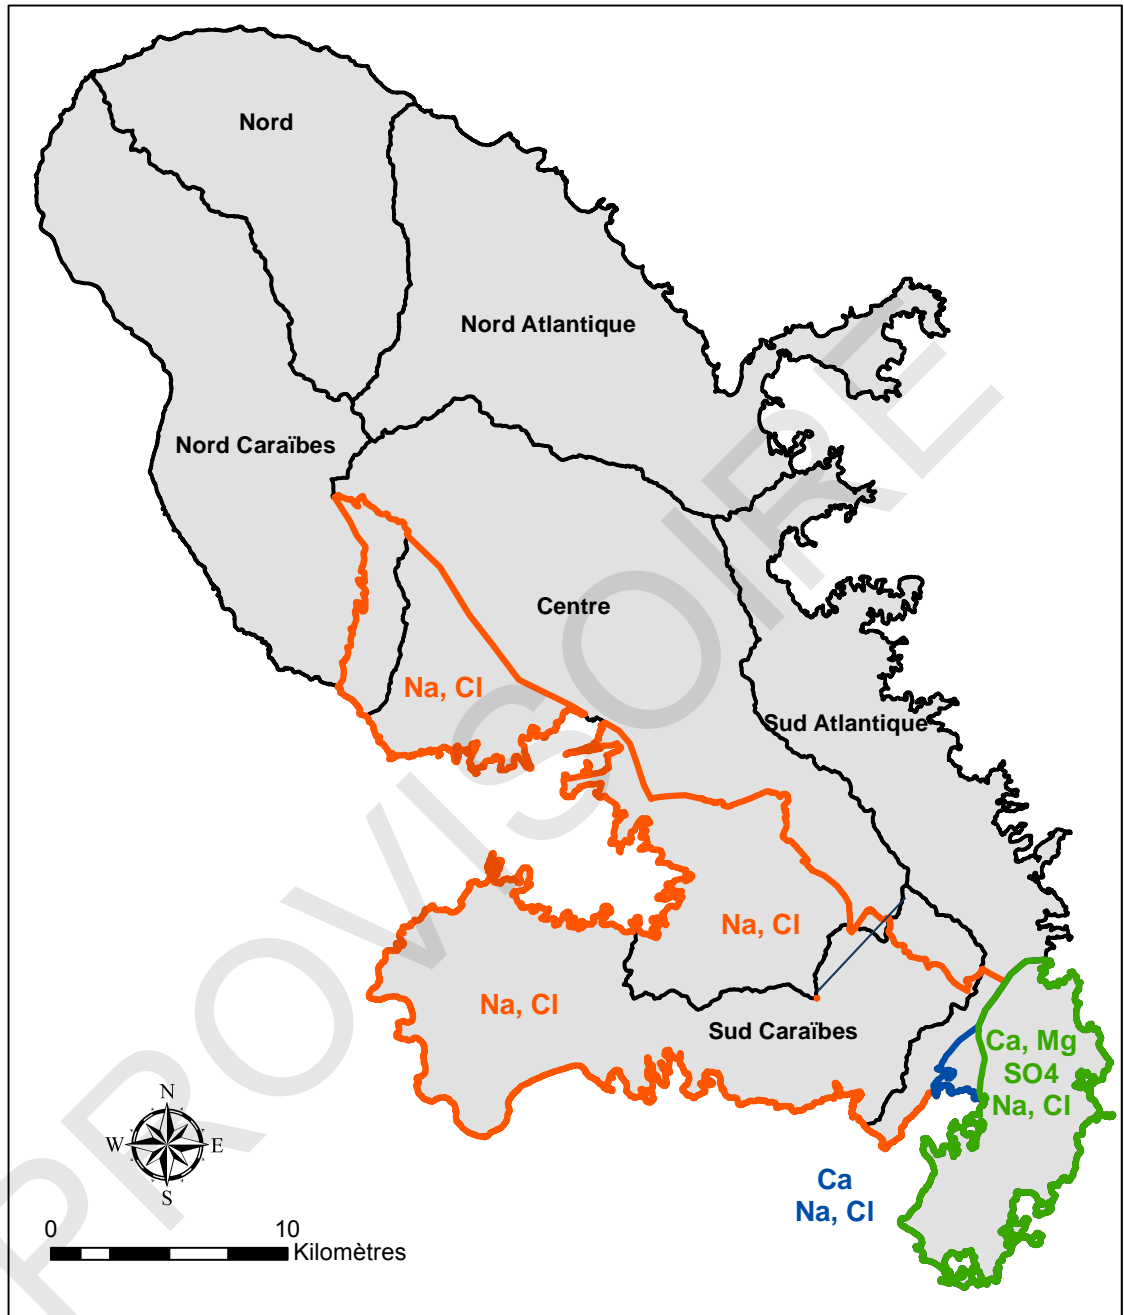 Nord
Nord Atlantique
Nord Caraïbes
Centre
Na, Cl
Sud Atlantique
Na, Cl
Na, Cl
Sud Caraïbes
Ca, Mg
SO4
Na, Cl
Ca
Na, Cl
N
W E
S
0 10
Kilomètres
PROVISOIRE